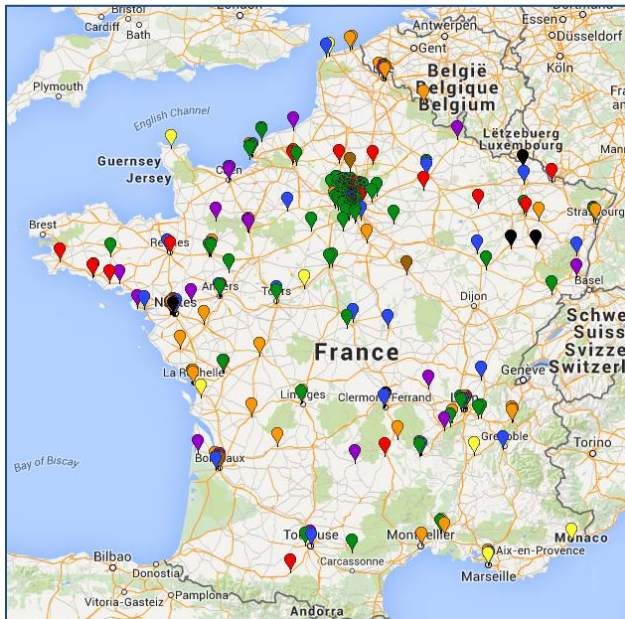 Bristol
Cardiff
Bath
London
Antwerpen
Essen
Düsseldorf
Gent
Köln
België
Belgique
Belgium
Plymouth
English Channel
Lëtzebuerg
Luxembourg
Guernsey
Jersey
Caen
Strasbourg
Brest
Rennes
Basel
Angers
Tours
Dijon
Nantes
France
Schwe
Suiss
Svizze
Switzerl
Genève
La Rochelle
Limoges
Clermont-Ferrand
Grenoble
Torino
Bay of Biscay
Bordeaux
Monaco
Toulouse
Montpellier
Aix-en-Provence
Bilbao
Donostia
Carcassonne
Marseille
Vitoria-Gasteiz
Pamplona
Andorra